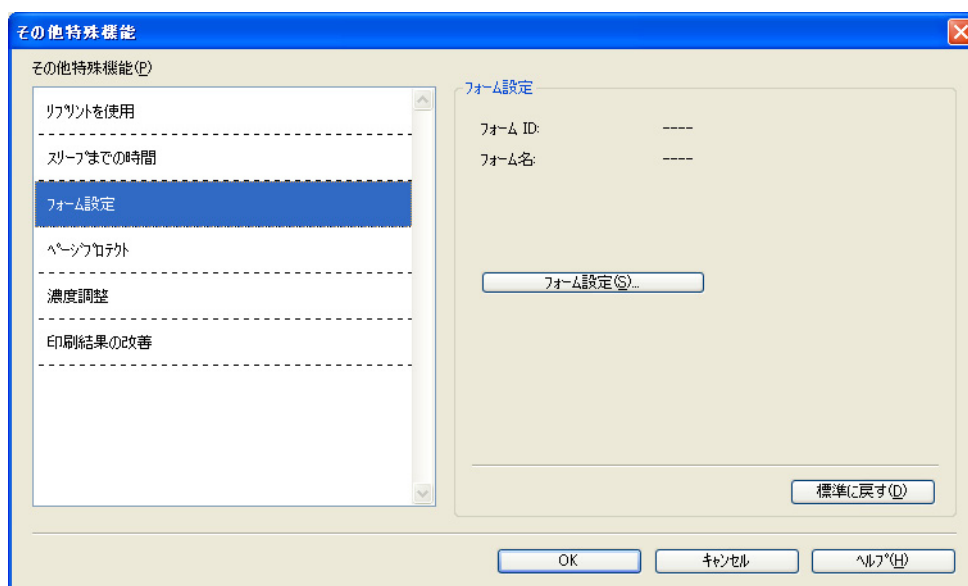 その他特殊機能
その他特殊機能(P)
リプリントを使用
スリープまでの時間
フォーム設定
ページプロテクト
濃度調整
印刷結果の改善
フォーム設定
フォーム ID: ----
フォーム名: ----
フォーム設定(S)...
標準に戻す(D)
OK キャンセル ヘルプ(H)